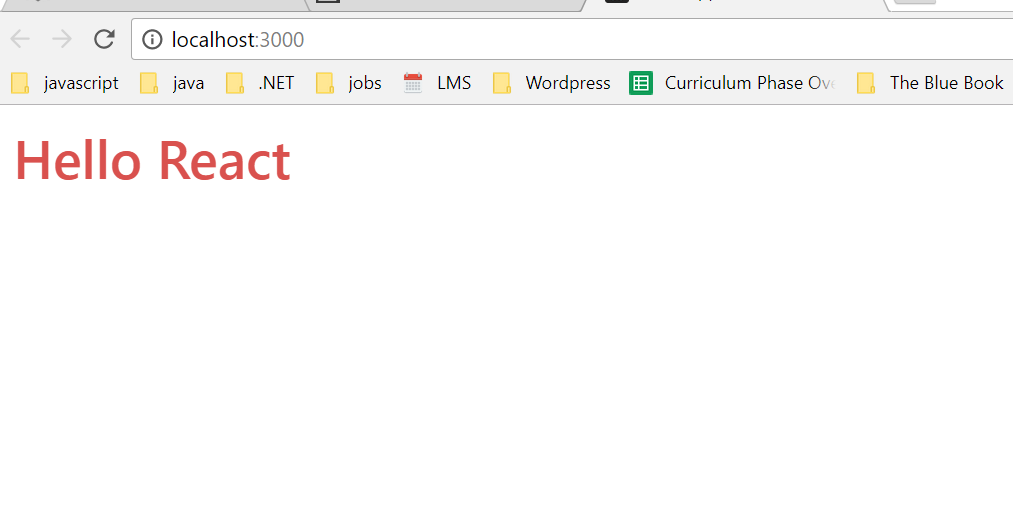 localhost:3000
javascript java .NET jobs LMS Wordpress Curriculum Phase Ov The Blue Book
Hello React